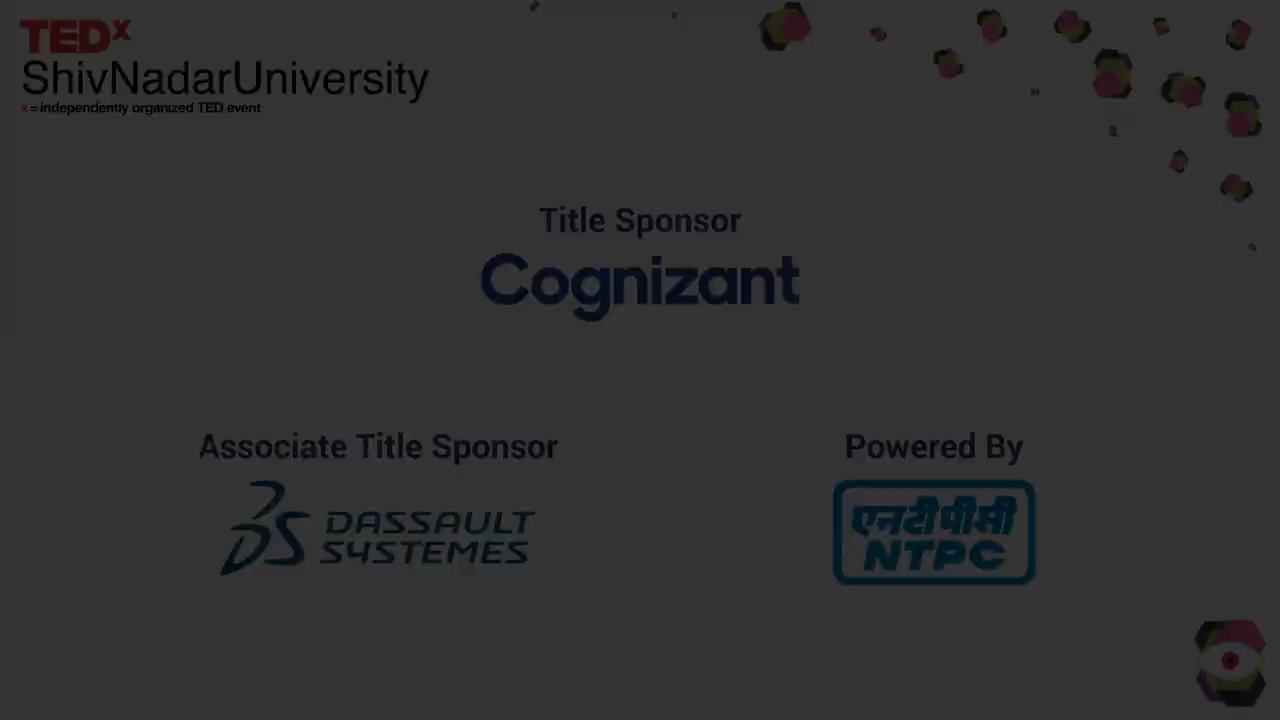 TEDx
ShivNadarUniversity
x = independently organized TED event
Title Sponsor
Cognizant
Associate Title Sponsor
DASSAULT
SYSTEMES
Powered By
एनटीपीसी
NTPC